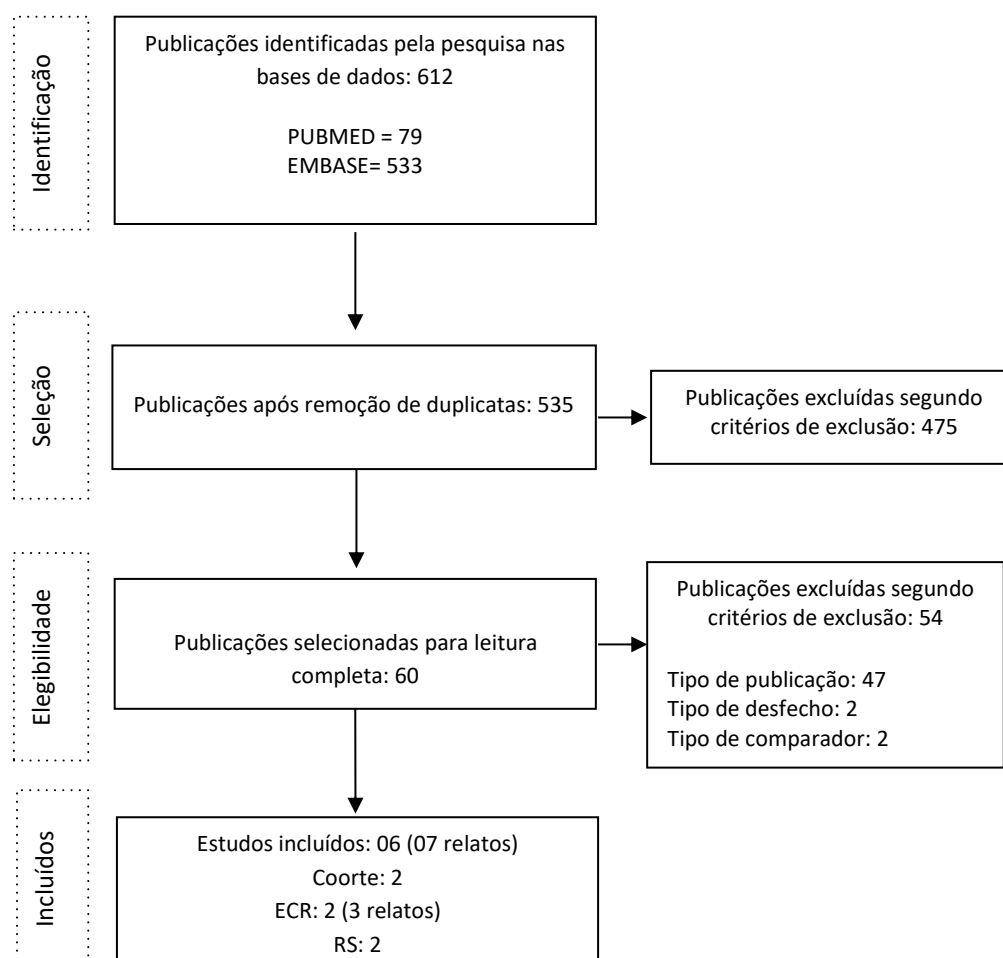 Identificação
Publicações identificadas pela pesquisa nas
bases de dados: 612
PUBMED = 79
EMBASE= 533
Seleção
Publicações após remoção de duplicatas: 535
Publicações excluídas segundo
critérios de exclusão: 475
Elegibilidade
Publicações selecionadas para leitura
completa: 60
Publicações excluídas segundo
critérios de exclusão: 54
Tipo de publicação: 47
Tipo de desfecho: 2
Tipo de comparador: 2
Incluídos
Estudos incluídos: 06 (07 relatos)
Coorte: 2
ECR: 2 (3 relatos)
RS: 2